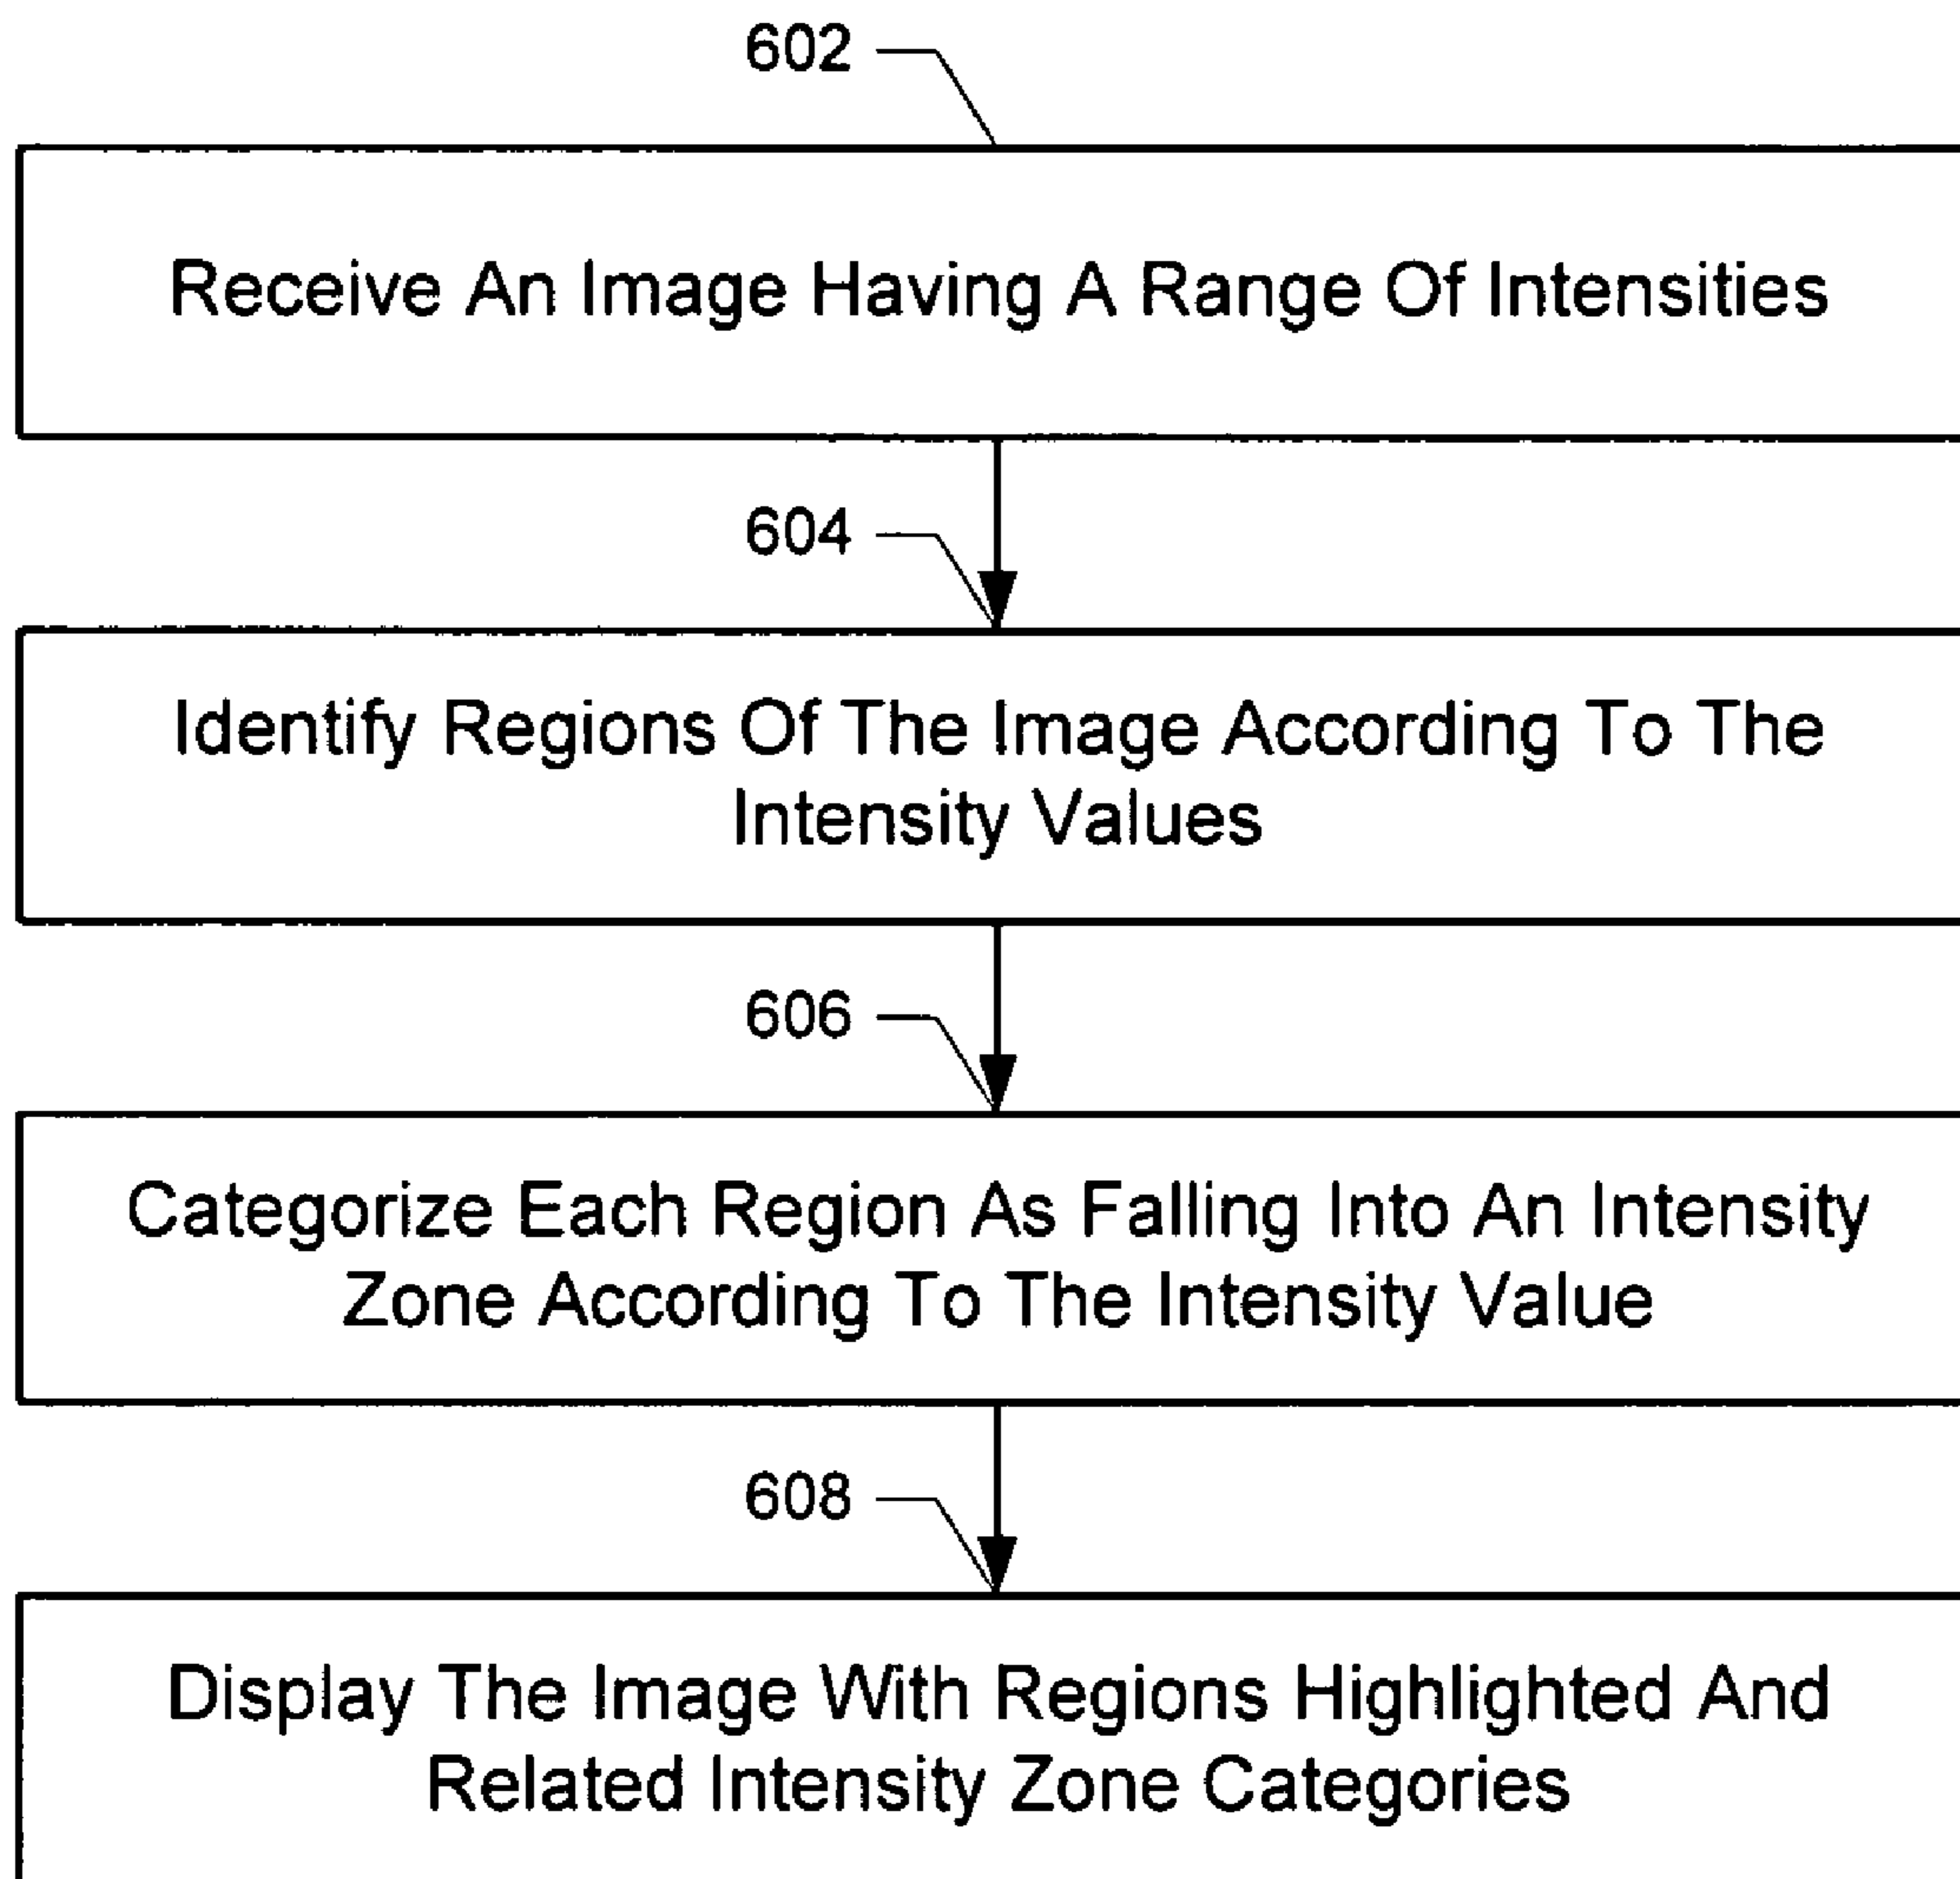 602
Receive An Image Having A Range Of Intensities
604
Identify Regions Of The Image According To The
Intensity Values
606
Categorize Each Region As Falling Into An Intensity
Zone According To The Intensity Value
608
Display The Image With Regions Highlighted And
Related Intensity Zone Categories